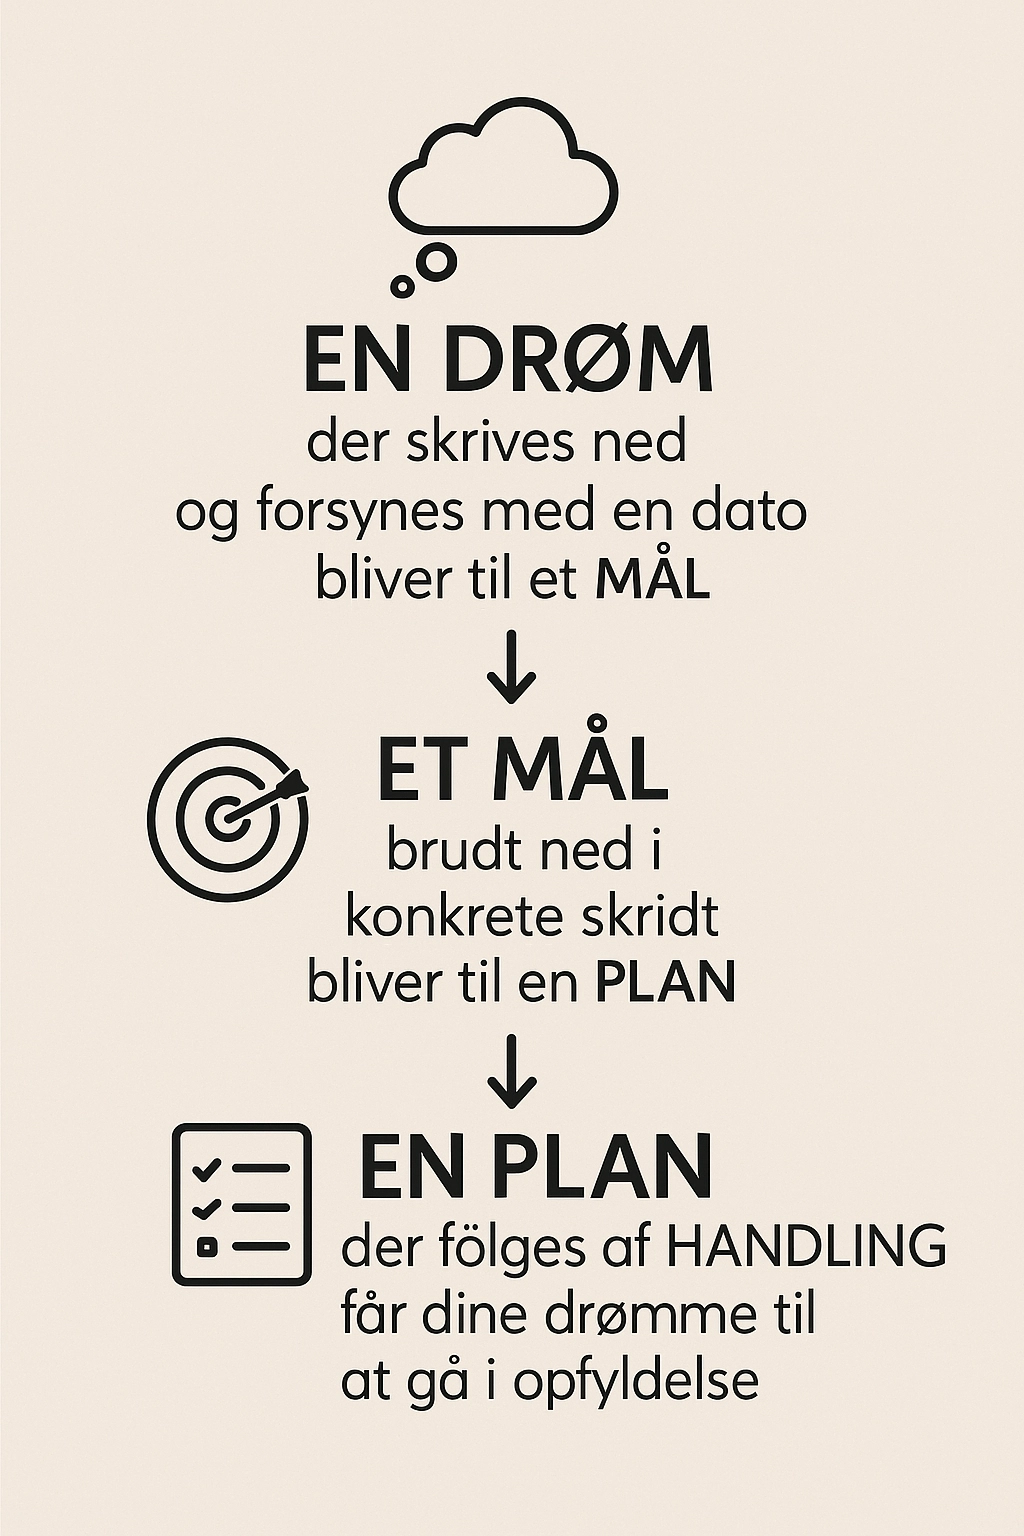 EN DRØM
der skrives ned
og forsynes med en dato
bliver til et MÅL
ET MÅL
brudt ned i
konkrete skridt
bliver til en PLAN
EN PLAN
der fölges af HANDLING
får dine drømme til
at gå i opfyldelse